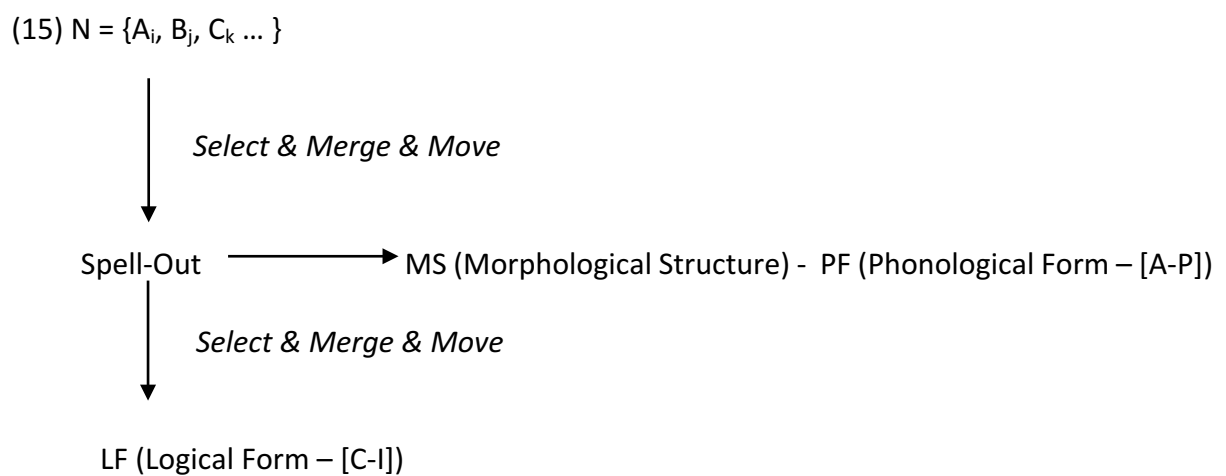 (15) N = {Aᵢ, Bⱼ, Cₖ … }
Select & Merge & Move
Spell-Out MS (Morphological Structure) - PF (Phonological Form – [A-P])
Select & Merge & Move
LF (Logical Form – [C-I])